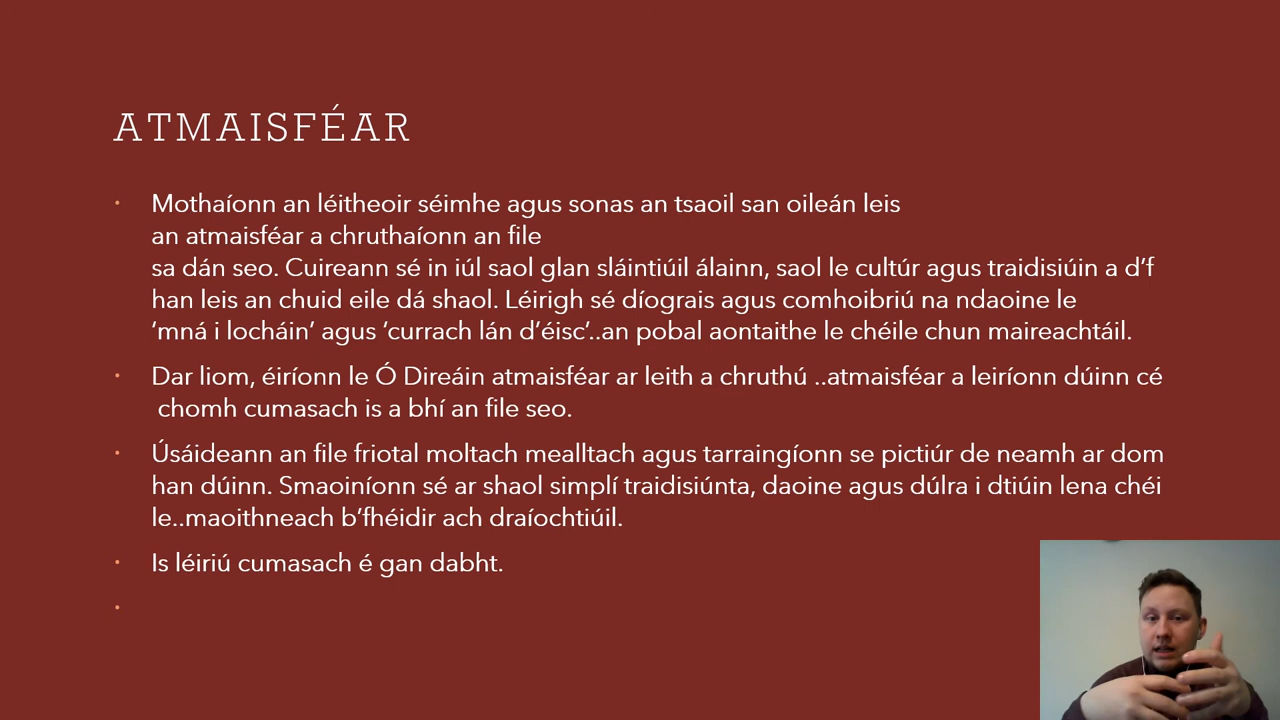 ATMAISFÉAR
Mothaíonn an léitheoir séimhe agus sonas an tsaoil san oileán leis
an atmaisféar a chruthaíonn an file
sa dán seo. Cuireann sé in iúl saol glan sláintiúil álainn, saol le cultúr agus traidisiúin a d’f
han leis an chuid eile dá shaol. Léirigh sé díograis agus comhoibriú na ndaoine le
‘mná i locháin’ agus ‘currach lán d’éisc’..an pobal aontaithe le chéile chun maireachtáil.
Dar liom, éiríonn le Ó Direáin atmaisféar ar leith a chruthú ..atmaisféar a leiríonn dúinn cé
chomh cumasach is a bhí an file seo.
Úsáideann an file friotal moltach mealltach agus tarraingíonn se pictiúr de neamh ar dom
han dúinn. Smaoiníonn sé ar shaol simplí traidisiúnta, daoine agus dúlra i dtiúin lena chéi
le..maoithneach b’fhéidir ach draíochtiúil.
Is léiriú cumasach é gan dabht.